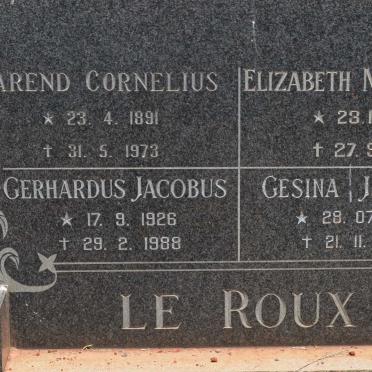 AREND CORNELIUS
★ 23. 4. 1891
† 31. 5. 1973
ELIZABETH
★ 23.
† 27.
GERHARDUS JACOBUS
★ 17. 9. 1926
† 29. 2. 1988
GESINA
★ 28. 07
† 21. 11.
LE ROUX